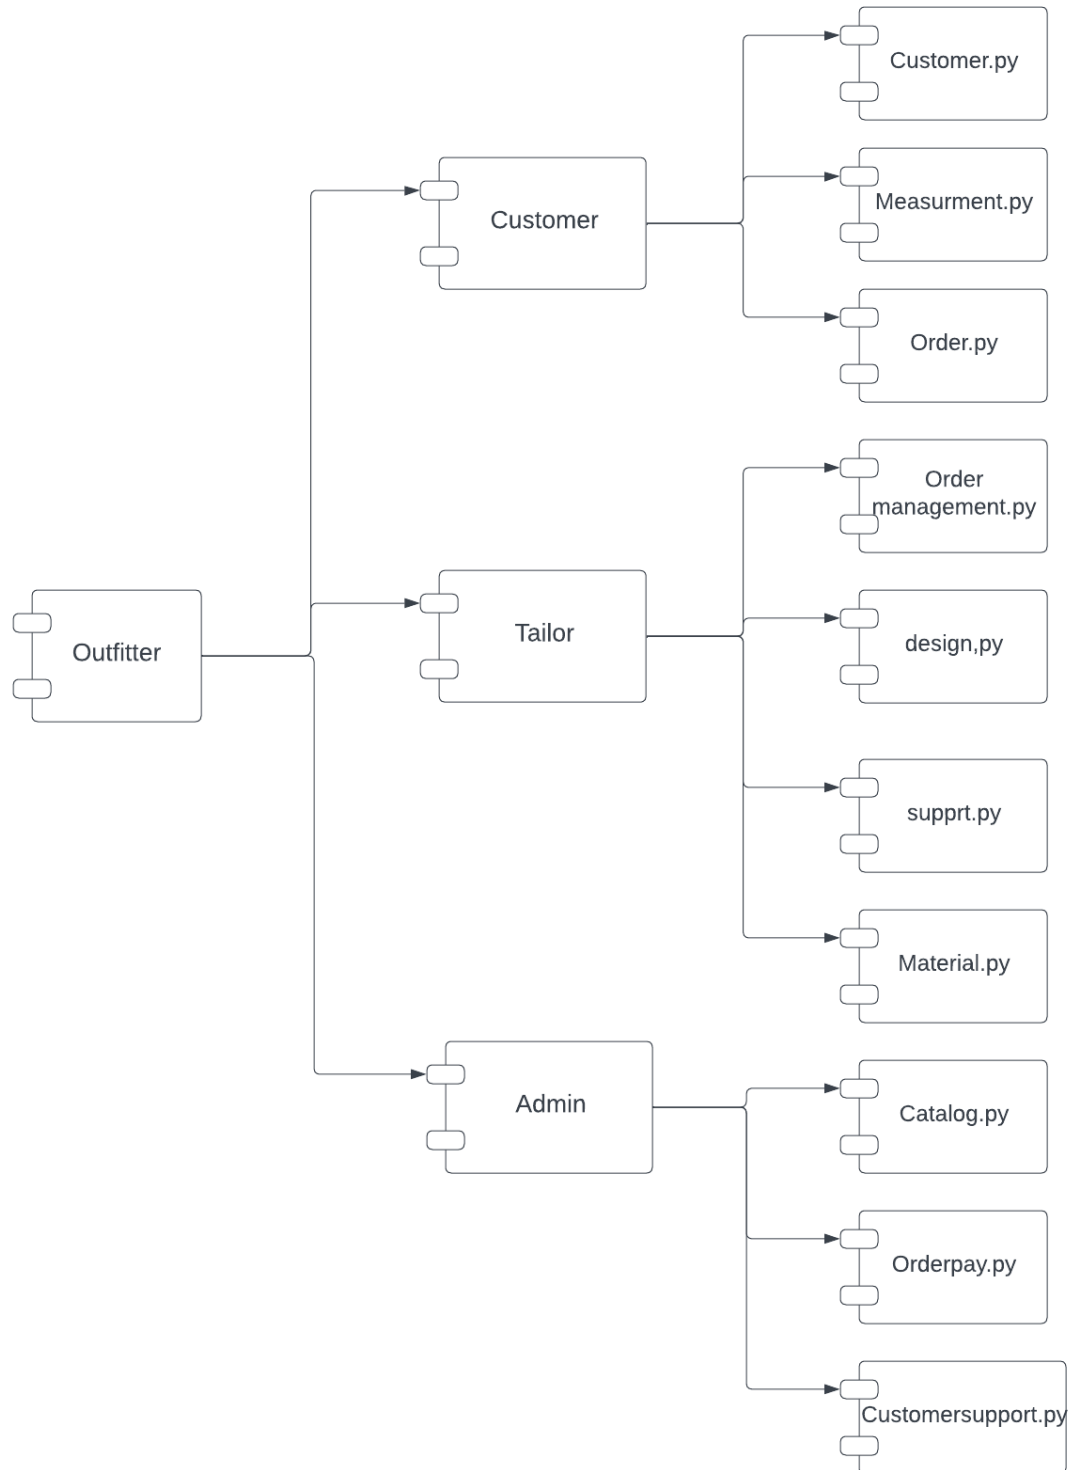 Customer.py
Measurment.py
Customer
Order.py
Order
management.py
Outfitter
Tailor
design,py
supprt.py
Material.py
Admin
Catalog.py
Orderpay.py
Customersupport.py